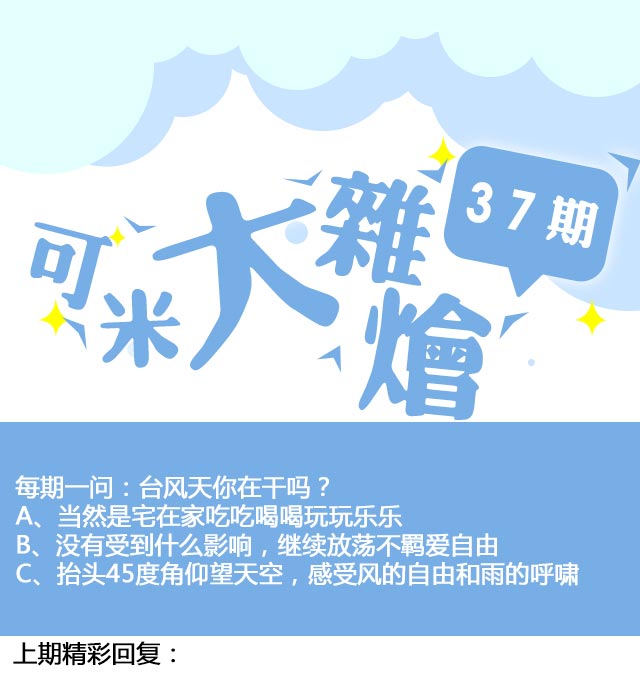 可米大雜燴
37期
每期一问：台风天你在干吗？
A、当然是宅在家吃吃喝喝玩玩乐乐
B、没有受到什么影响，继续放荡不羁爱自由
C、抬头45度角仰望天空，感受风的自由和雨的呼啸
上期精彩回复：